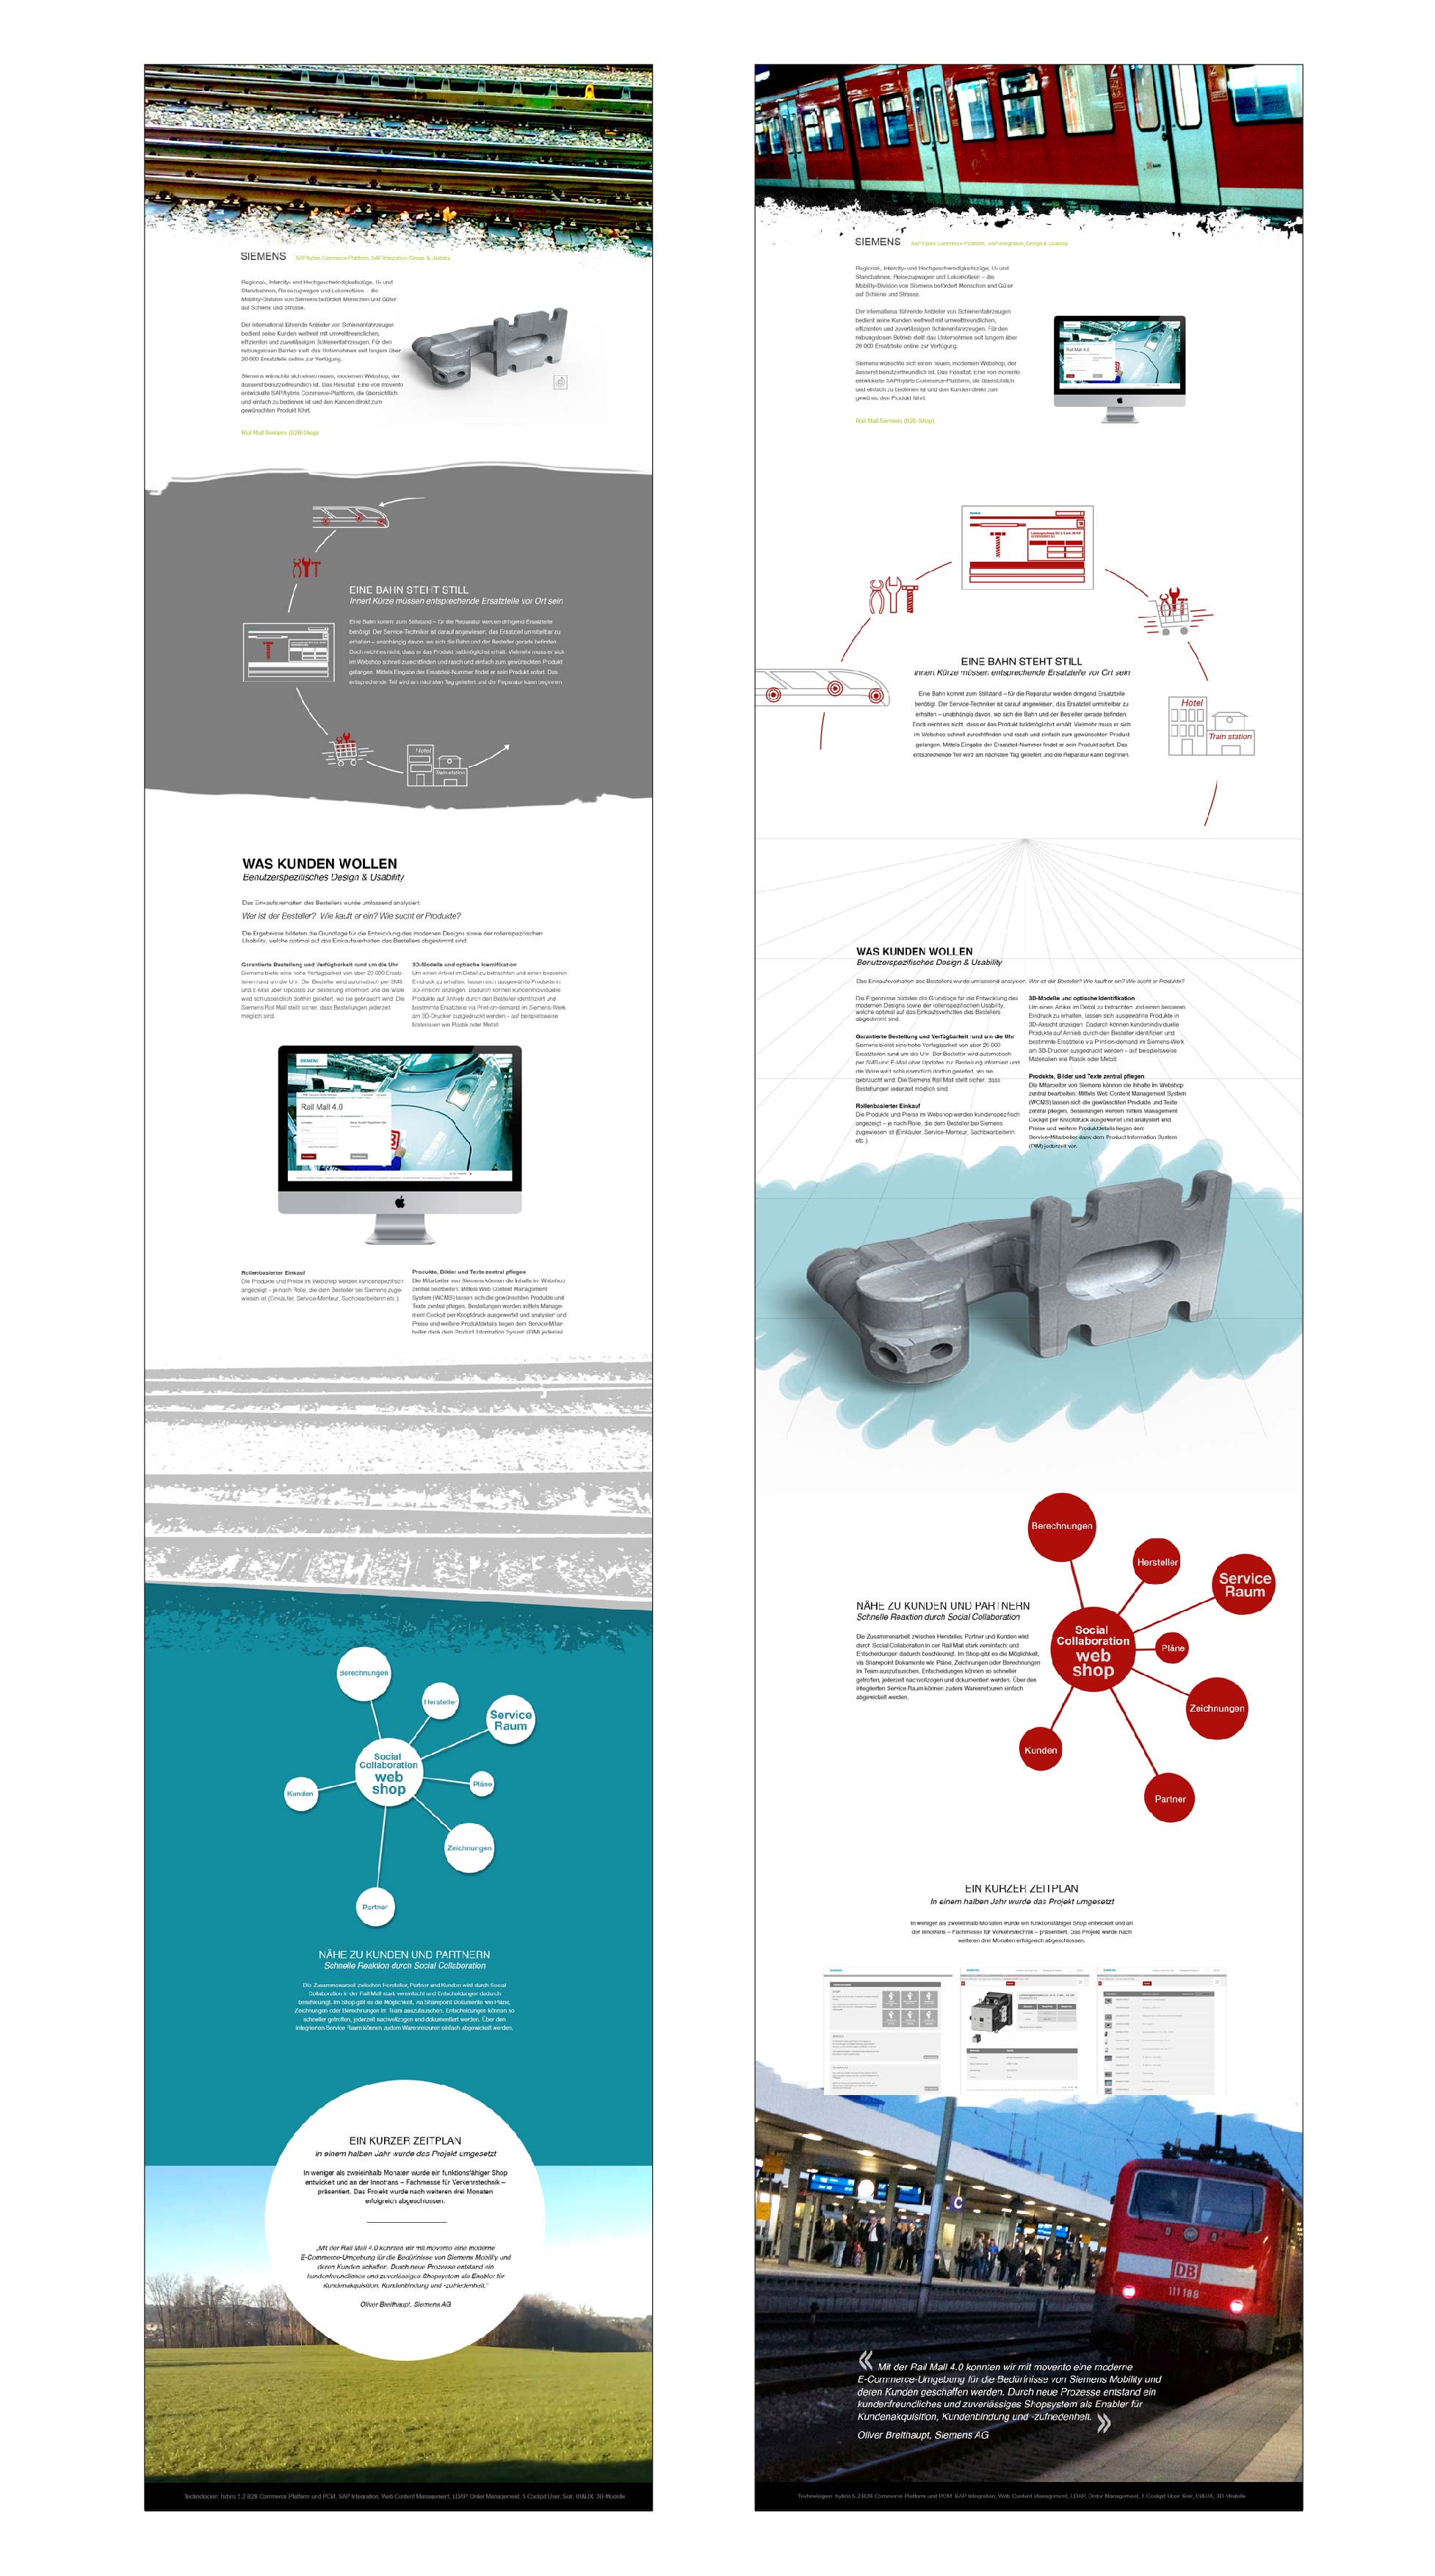 SIEMENS SAP/hybris Commerce-Platform, SAP-Integration, Design & Usability
Regional-, Intercity- und Hochgeschwindigkeitszüge, U- und
Standbahnen, Reisezugwagen und Lokomotiven – die
Mobility-Division von Siemens befördert Menschen und Güter
auf Schiene und Strasse.
Der international führende Anbieter von Schienenfahrzeugen
bedient seine Kunden weltweit mit umweltfreundlichen,
effizienten und zuverlässigen Schienenfahrzeugen. Für den
reibungslosen Betrieb stellt das Unternehmen seit langem über
20 000 Ersatzteile online zur Verfügung.
Siemens wünschte sich einen neuen, modernen Webshop, der
äusserst benutzerfreundlich ist. Das Resultat: Eine von movento
entwickelte SAP/hybris Commerce-Plattform, die übersichtlich
und einfach zu bedienen ist und den Kunden direkt zum
gewünschten Produkt führt.
Rail Mall Siemens (B2B-Shop)
EINE BAHN STEHT STILL
Innert Kürze müssen entsprechende Ersatzteile vor Ort sein
Eine Bahn kommt zum Stillstand – für die Reparatur werden dringend Ersatzteile
benötigt. Der Service-Techniker ist darauf angewiesen, das Ersatzteil unmittelbar zu
erhalten – unabhängig davon, wo sich die Bahn und der Besteller gerade befinden.
Doch reicht es nicht, dass er das Produkt baldmöglichst erhält. Vielmehr muss er sich
im Webshop schnell zurechtfinden und rasch und einfach zum gewünschten Produkt
gelangen. Mittels Eingabe der Ersatzteil-Nummer findet er sein Produkt sofort. Das
entsprechende Teil wird am nächsten Tag geliefert und die Reparatur kann beginnen
Hotel
Train station
WAS KUNDEN WOLLEN
Benutzerspezifisches Design & Usability
Das Einkaufsverhalten des Bestellers wurde umfassend analysiert:
Wer ist der Besteller? Wie kauft er ein? Wie sucht er Produkte?
Die Ergebnisse bildeten die Grundlage für die Entwicklung des modernen Designs sowie der rollenspezifischen
Usability, welche optimal auf das Einkaufsverhalten des Bestellers abgestimmt sind.
Garantierte Bestellung und Verfügbarkeit rund um die Uhr
Siemens bietet eine hohe Verfügbarkeit von über 20 000 Ersatz-
teilen rund um die Uhr. Der Besteller wird automatisch per SMS
und E-Mail über Updates zur Bestellung informiert und die Ware
wird schlussendlich dorthin geliefert, wo sie gebraucht wird. Die
Siemens Rail Mall stellt sicher, dass Bestellungen jederzeit
möglich sind.
3D-Modelle und optische Identifikation
Um einen Artikel im Detail zu betrachten und einen besseren
Eindruck zu erhalten, lassen sich ausgewählte Produkte in
3D-Ansicht anzeigen. Dadurch können kundenindividuelle
Produkte auf Anhieb durch den Besteller identifiziert und
bestimmte Ersatzteile via Print-on-demand im Siemens-Werk
am 3D-Drucker ausgedruckt werden – auf beispielsweise
Materialien wie Plastik oder Metall
SIEMENS
Rail Mall 4.0
Rollenbasierter Einkauf
Die Produkte und Preise im Webshop werden kundenspezifisch
angezeigt – je nach Rolle, die dem Besteller bei Siemens zuge-
wiesen ist (Einkäufer, Service-Monteur, Sachbearbeiterin etc.).
Produkte, Bilder und Texte zentral pflegen
Die Mitarbeiter von Siemens können die Inhalte im Webshop
zentral bearbeiten: Mittels Web Content Management
System (WCMS) lassen sich die gewünschten Produkte und
Texte zentral pflegen. Bestellungen werden mittels Manage-
ment Cockpit per Knopfdruck ausgewertet und analysiert und
Preise und weitere Produktdetails liegen dem Service-Mitar-
beiter dank dem Product Information System (PIM) jederzeit
Berechnungen
Hersteller
Service
Raum
Social
Collaboration
web
shop
Pläne
Kunden
Zeichnungen
Partner
NÄHE ZU KUNDEN UND PARTNERN
Schnelle Reaktion durch Social Collaboration
Die Zusammenarbeit zwischen Hersteller, Partner und Kunden wird durch Social
Collaboration in der Rail Mall stark vereinfacht und Entscheidungen dadurch
beschleunigt. Im Shop gibt es die Möglichkeit, via Sharepoint Dokumente wie Pläne,
Zeichnungen oder Berechnungen im Team auszutauschen. Entscheidungen können so
schneller getroffen, jederzeit nachvollzogen und dokumentiert werden. Über den
integrierten Service Raum können zudem Warenretouren einfach abgewickelt werden.
EIN KURZER ZEITPLAN
In einem halben Jahr wurde das Projekt umgesetzt
In weniger als zweieinhalb Monaten wurde ein funktionsfähiger Shop
entwickelt und an der Innotrans – Fachmesse für Verkehrstechnik –
präsentiert. Das Projekt wurde nach weiteren drei Monaten
erfolgreich abgeschlossen.
„Mit der Rail Mall 4.0 konnten wir mit movento eine moderne
E-Commerce-Umgebung für die Bedürfnisse von Siemens Mobility und
deren Kunden schaffen. Durch neue Prozesse entstand ein
kundenfreundliches und zuverlässiges Shopsystem als Enabler für
Kundenakquisition, Kundenbindung und -zufriedenheit."
Oliver Breithaupt, Siemens AG
Technologien: hybris 5.2 B2B Commerce Platform und PCM, SAP Integration, Web Content Management, LDAP, Order Management, 5 Cockpit User, Solr, UI/UX, 3D-Modelle
SIEMENS SAP/hybris Commerce-Platform, SAP-Integration, Design & Usability
Regional-, Intercity- und Hochgeschwindigkeitszüge, U- und
Standbahnen, Reisezugwagen und Lokomotiven – die
Mobility-Division von Siemens befördert Menschen und Güter
auf Schiene und Strasse.
Der international führende Anbieter von Schienenfahrzeugen
bedient seine Kunden weltweit mit umweltfreundlichen,
effizienten und zuverlässigen Schienenfahrzeugen. Für den
reibungslosen Betrieb stellt das Unternehmen seit langem über
20 000 Ersatzteile online zur Verfügung.
Siemens wünschte sich einen neuen, modernen Webshop, der
äusserst benutzerfreundlich ist. Das Resultat: Eine von movento
entwickelte SAP/hybris Commerce-Plattform, die übersichtlich
und einfach zu bedienen ist und den Kunden direkt zum
gewünschten Produkt führt.
Rail Mall Siemens (B2B-Shop)
Rail Mall 4.0
EINE BAHN STEHT STILL
Innert Kürze müssen entsprechende Ersatzteile vor Ort sein
Eine Bahn kommt zum Stillstand – für die Reparatur werden dringend Ersatzteile
benötigt. Der Service-Techniker ist darauf angewiesen, das Ersatzteil unmittelbar zu
erhalten – unabhängig davon, wo sich die Bahn und der Besteller gerade befinden.
Doch reicht es nicht, dass er das Produkt baldmöglichst erhält. Vielmehr muss er sich
im Webshop schnell zurechtfinden und rasch und einfach zum gewünschten Produkt
gelangen. Mittels Eingabe der Ersatzteil-Nummer findet er sein Produkt sofort. Das
entsprechende Teil wird am nächsten Tag geliefert und die Reparatur kann beginnen.
Hotel
Train station
WAS KUNDEN WOLLEN
Benutzerspezifisches Design & Usability
Das Einkaufsverhalten des Bestellers wurde umfassend analysiert: Wer ist der Besteller? Wie kauft er ein? Wie sucht er Produkte?
Die Ergebnisse bildeten die Grundlage für die Entwicklung des
modernen Designs sowie der rollenspezifischen Usability,
welche optimal auf das Einkaufsverhalten des Bestellers
abgestimmt sind.
Garantierte Bestellung und Verfügbarkeit rund um die Uhr
Siemens bietet eine hohe Verfügbarkeit von über 20 000
Ersatzteilen rund um die Uhr. Der Besteller wird automatisch
per SMS und E-Mail über Updates zur Bestellung informiert und
die Ware wird schlussendlich dorthin geliefert, wo sie
gebraucht wird. Die Siemens Rail Mall stellt sicher, dass
Bestellungen jederzeit möglich sind.
Rollenbasierter Einkauf
Die Produkte und Preise im Webshop werden kundenspezifisch
angezeigt – je nach Rolle, die dem Besteller bei Siemens
zugewiesen ist (Einkäufer, Service-Monteur, Sachbearbeiterin
etc.).
3D-Modelle und optische Identifikation
Um einen Artikel im Detail zu betrachten und einen besseren
Eindruck zu erhalten, lassen sich ausgewählte Produkte in
3D-Ansicht anzeigen. Dadurch können kundenindividuelle
Produkte auf Anhieb durch den Besteller identifiziert und
bestimmte Ersatzteile via Print-on-demand im Siemens-Werk
am 3D-Drucker ausgedruckt werden – auf beispielsweise
Materialien wie Plastik oder Metall
Produkte, Bilder und Texte zentral pflegen
Die Mitarbeiter von Siemens können die Inhalte im Webshop
zentral bearbeiten: Mittels Web Content Management System
(WCMS) lassen sich die gewünschten Produkte und Texte
zentral pflegen. Bestellungen werden mittels Management
Cockpit per Knopfdruck ausgewertet und analysiert und
Preise und weitere Produktdetails liegen dem
Service-Mitarbeiter dank dem Product Information System
(PIM) jederzeit vor.
Berechnungen
Hersteller
Service
Raum
NÄHE ZU KUNDEN UND PARTNERN
Schnelle Reaktion durch Social Collaboration
Die Zusammenarbeit zwischen Hersteller, Partner und Kunden wird
durch Social Collaboration in der Rail Mall stark vereinfacht und
Entscheidungen dadurch beschleunigt. Im Shop gibt es die Möglichkeit,
via Sharepoint Dokumente wie Pläne, Zeichnungen oder Berechnungen
im Team auszutauschen. Entscheidungen können so schneller
getroffen, jederzeit nachvollzogen und dokumentiert werden. Über den
integrierten Service Raum können zudem Warenretouren einfach
abgewickelt werden.
Social
Collaboration
web
shop
Pläne
Zeichnungen
Kunden
Partner
EIN KURZER ZEITPLAN
In einem halben Jahr wurde das Projekt umgesetzt
In weniger als zweieinhalb Monaten wurde ein funktionsfähiger Shop entwickelt und an
der Innotrans – Fachmesse für Verkehrstechnik – präsentiert. Das Projekt wurde nach
weiteren drei Monaten erfolgreich abgeschlossen.
C
DB
111 188
« Mit der Rail Mall 4.0 konnten wir mit movento eine moderne
E-Commerce-Umgebung für die Bedürfnisse von Siemens Mobility und
deren Kunden geschaffen werden. Durch neue Prozesse entstand ein
kundenfreundliches und zuverlässiges Shopsystem als Enabler für
Kundenakquisition, Kundenbindung und -zufriedenheit. »
Oliver Breithaupt, Siemens AG
Technologien: hybris 5.2 B2B Commerce Platform und PCM, SAP Integration, Web Content Management, LDAP, Order Management, 5 Cockpit User, Solr, UI/UX, 3D-Modelle